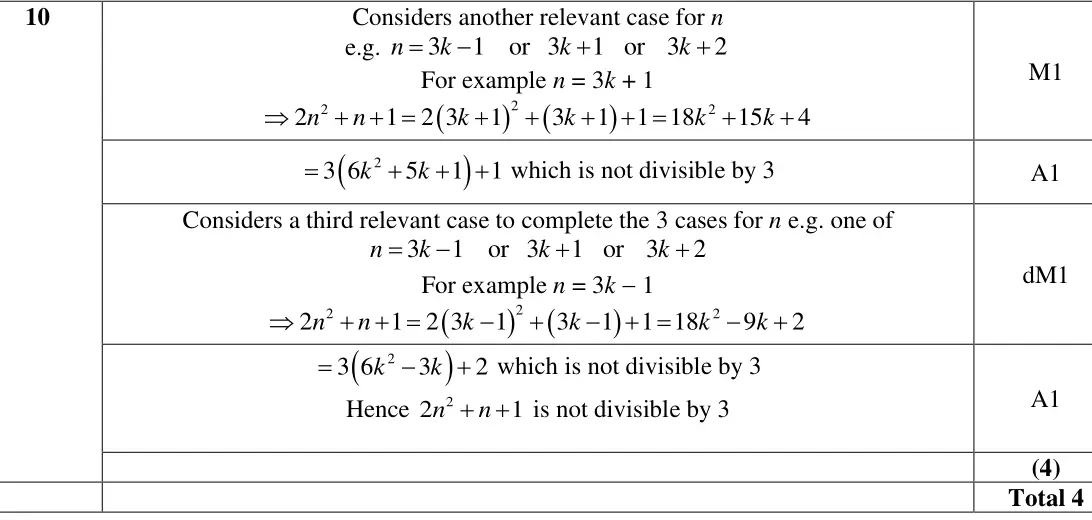 10
Considers another relevant case for n
e.g. n = 3k − 1 or 3k + 1 or 3k + 2
For example n = 3k + 1
⇒ 2n² + n + 1 = 2(3k + 1)² + (3k + 1) + 1 = 18k² + 15k + 4
M1
= 3(6k² + 5k + 1) + 1 which is not divisible by 3
A1
Considers a third relevant case to complete the 3 cases for n e.g. one of
n = 3k − 1 or 3k + 1 or 3k + 2
For example n = 3k − 1
⇒ 2n² + n + 1 = 2(3k − 1)² + (3k − 1) + 1 = 18k² − 9k + 2
dM1
= 3(6k² − 3k) + 2 which is not divisible by 3
Hence 2n² + n + 1 is not divisible by 3
A1
(4)
Total 4